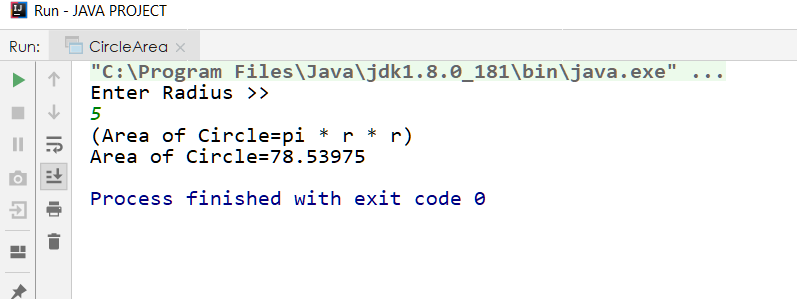 Run - JAVA PROJECT
Run: CircleArea
"C:\Program Files\Java\jdk1.8.0_181\bin\java.exe" ...
Enter Radius >>
5
(Area of Circle=pi * r * r)
Area of Circle=78.53975
Process finished with exit code 0